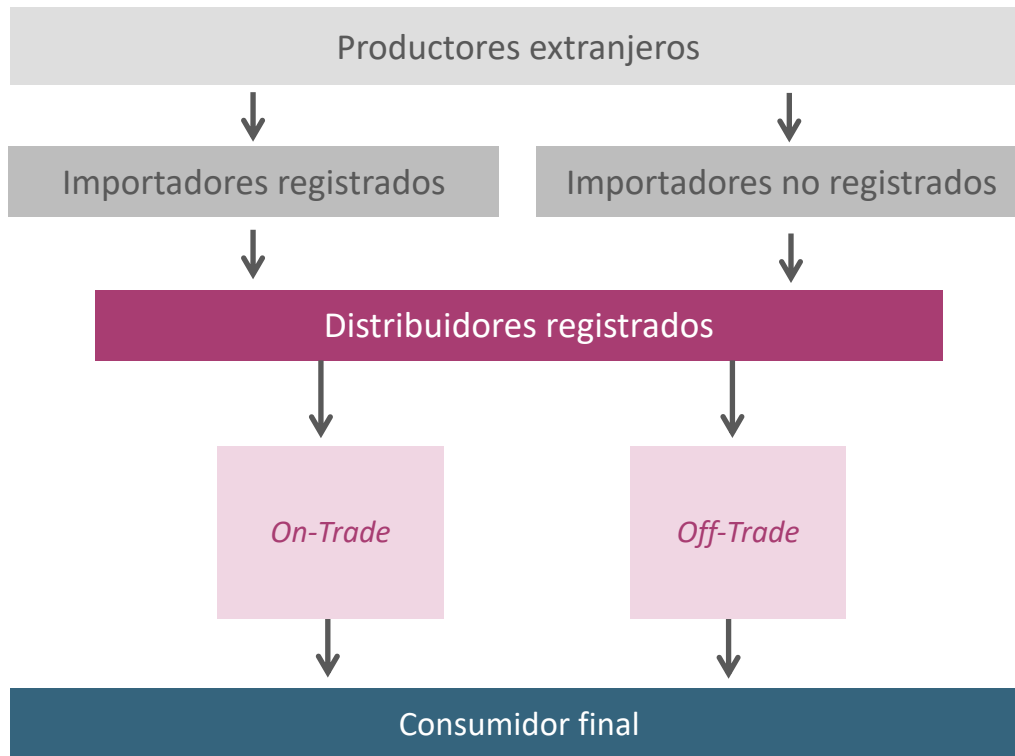 Productores extranjeros
Importadores registrados
Importadores no registrados
Distribuidores registrados
On-Trade
Off-Trade
Consumidor final